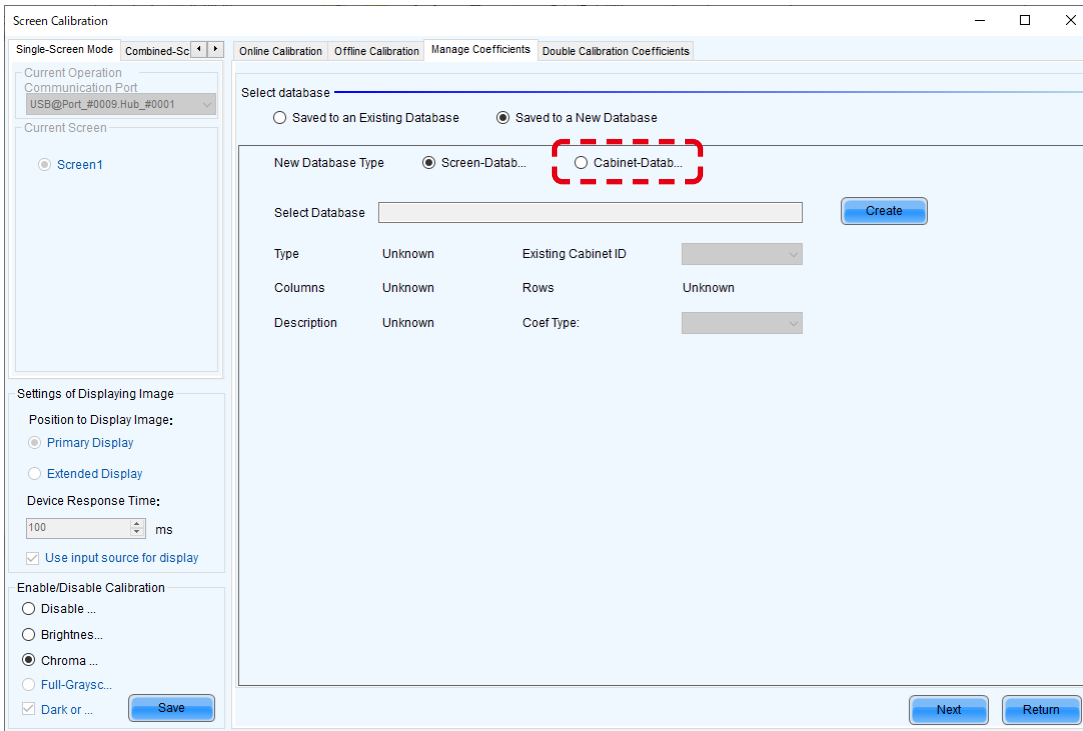 Screen Calibration
Single-Screen Mode
Combined-Sc
Current Operation
Communication Port
USB@Port_#0009.Hub_#0001
Current Screen
Screen1
Settings of Displaying Image
Position to Display Image:
Primary Display
Extended Display
Device Response Time:
100 ms
Use input source for display
Enable/Disable Calibration
Disable ...
Brightnes...
Chroma ...
Full-Graysc...
Dark or ...
Save
Online Calibration
Offline Calibration
Manage Coefficients
Double Calibration Coefficients
Select database
Saved to an Existing Database
Saved to a New Database
New Database Type
Screen-Datab...
Cabinet-Datab...
Select Database
Create
Type Unknown
Existing Cabinet ID
Columns Unknown
Rows Unknown
Description Unknown
Coef Type:
Next
Return